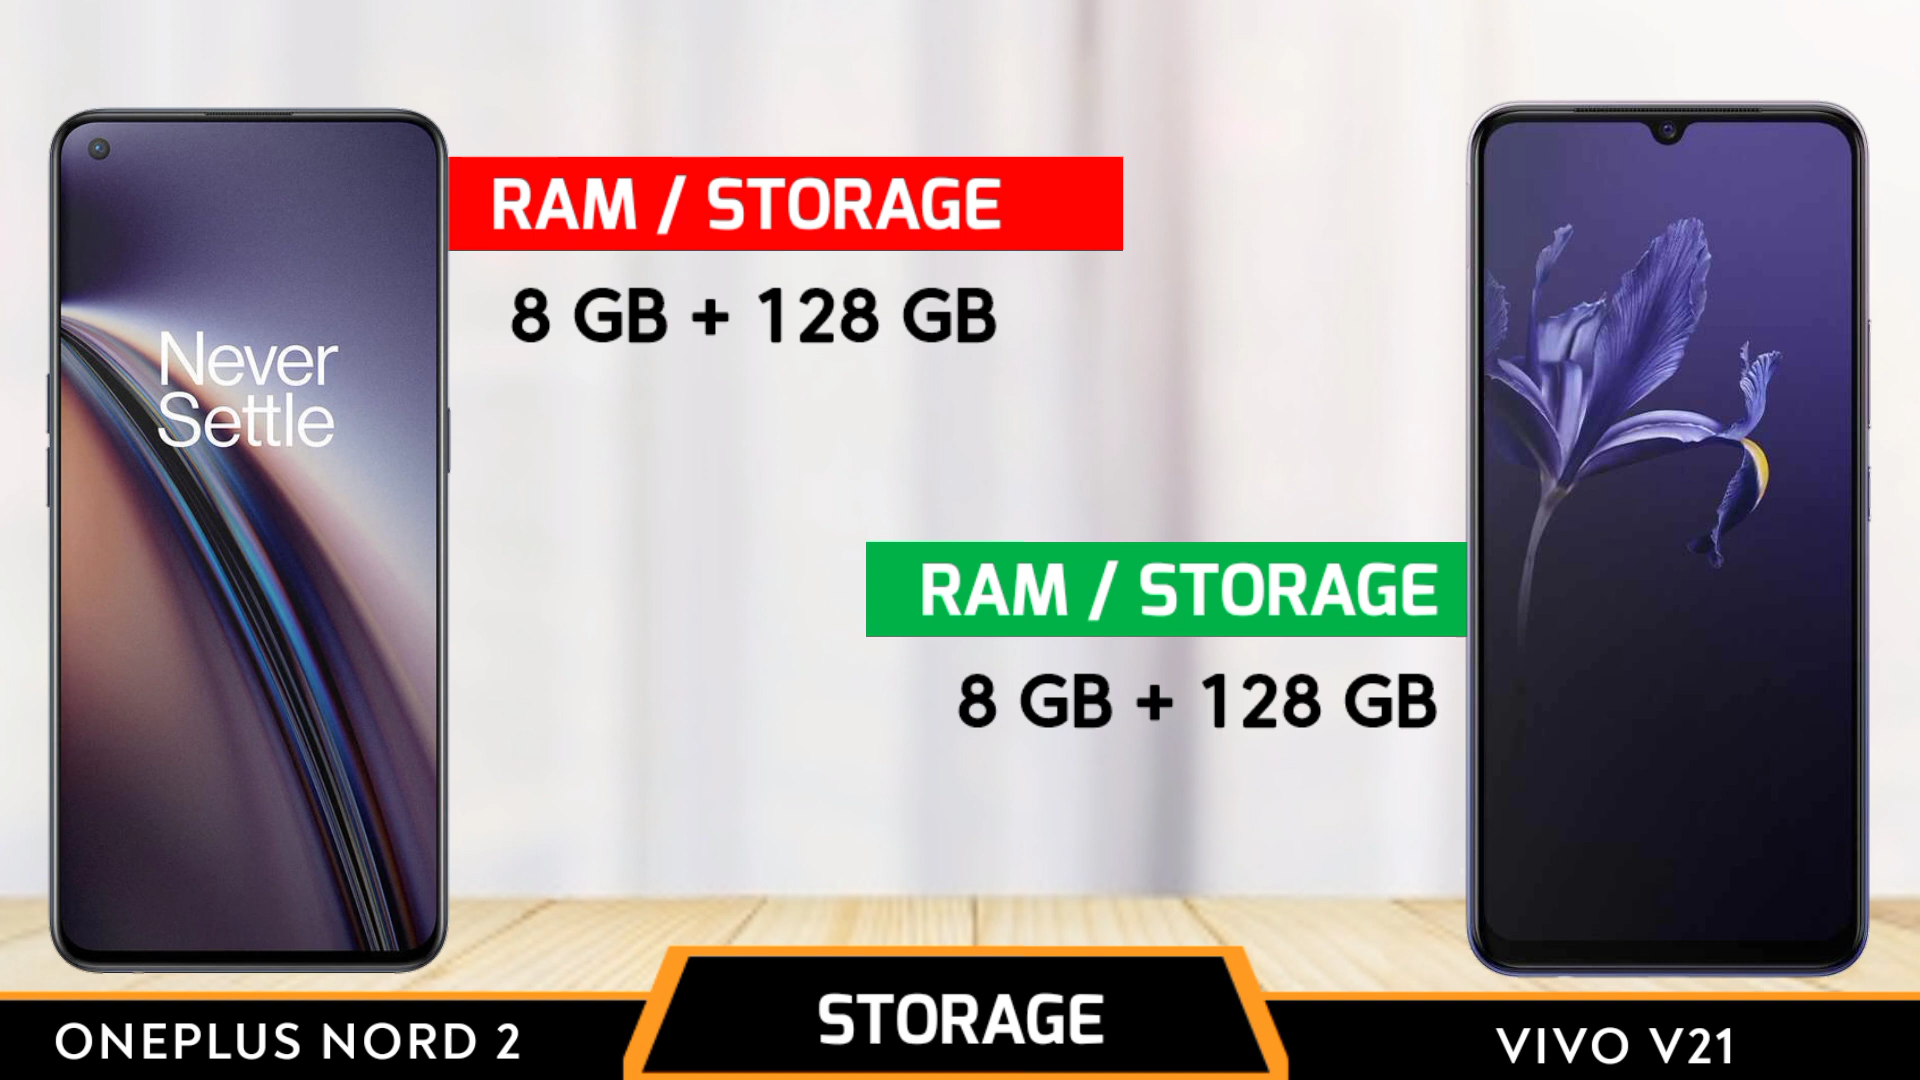 RAM / STORAGE
8 GB + 128 GB
Never
Settle
RAM / STORAGE
8 GB + 128 GB
STORAGE
ONEPLUS NORD 2
VIVO V21